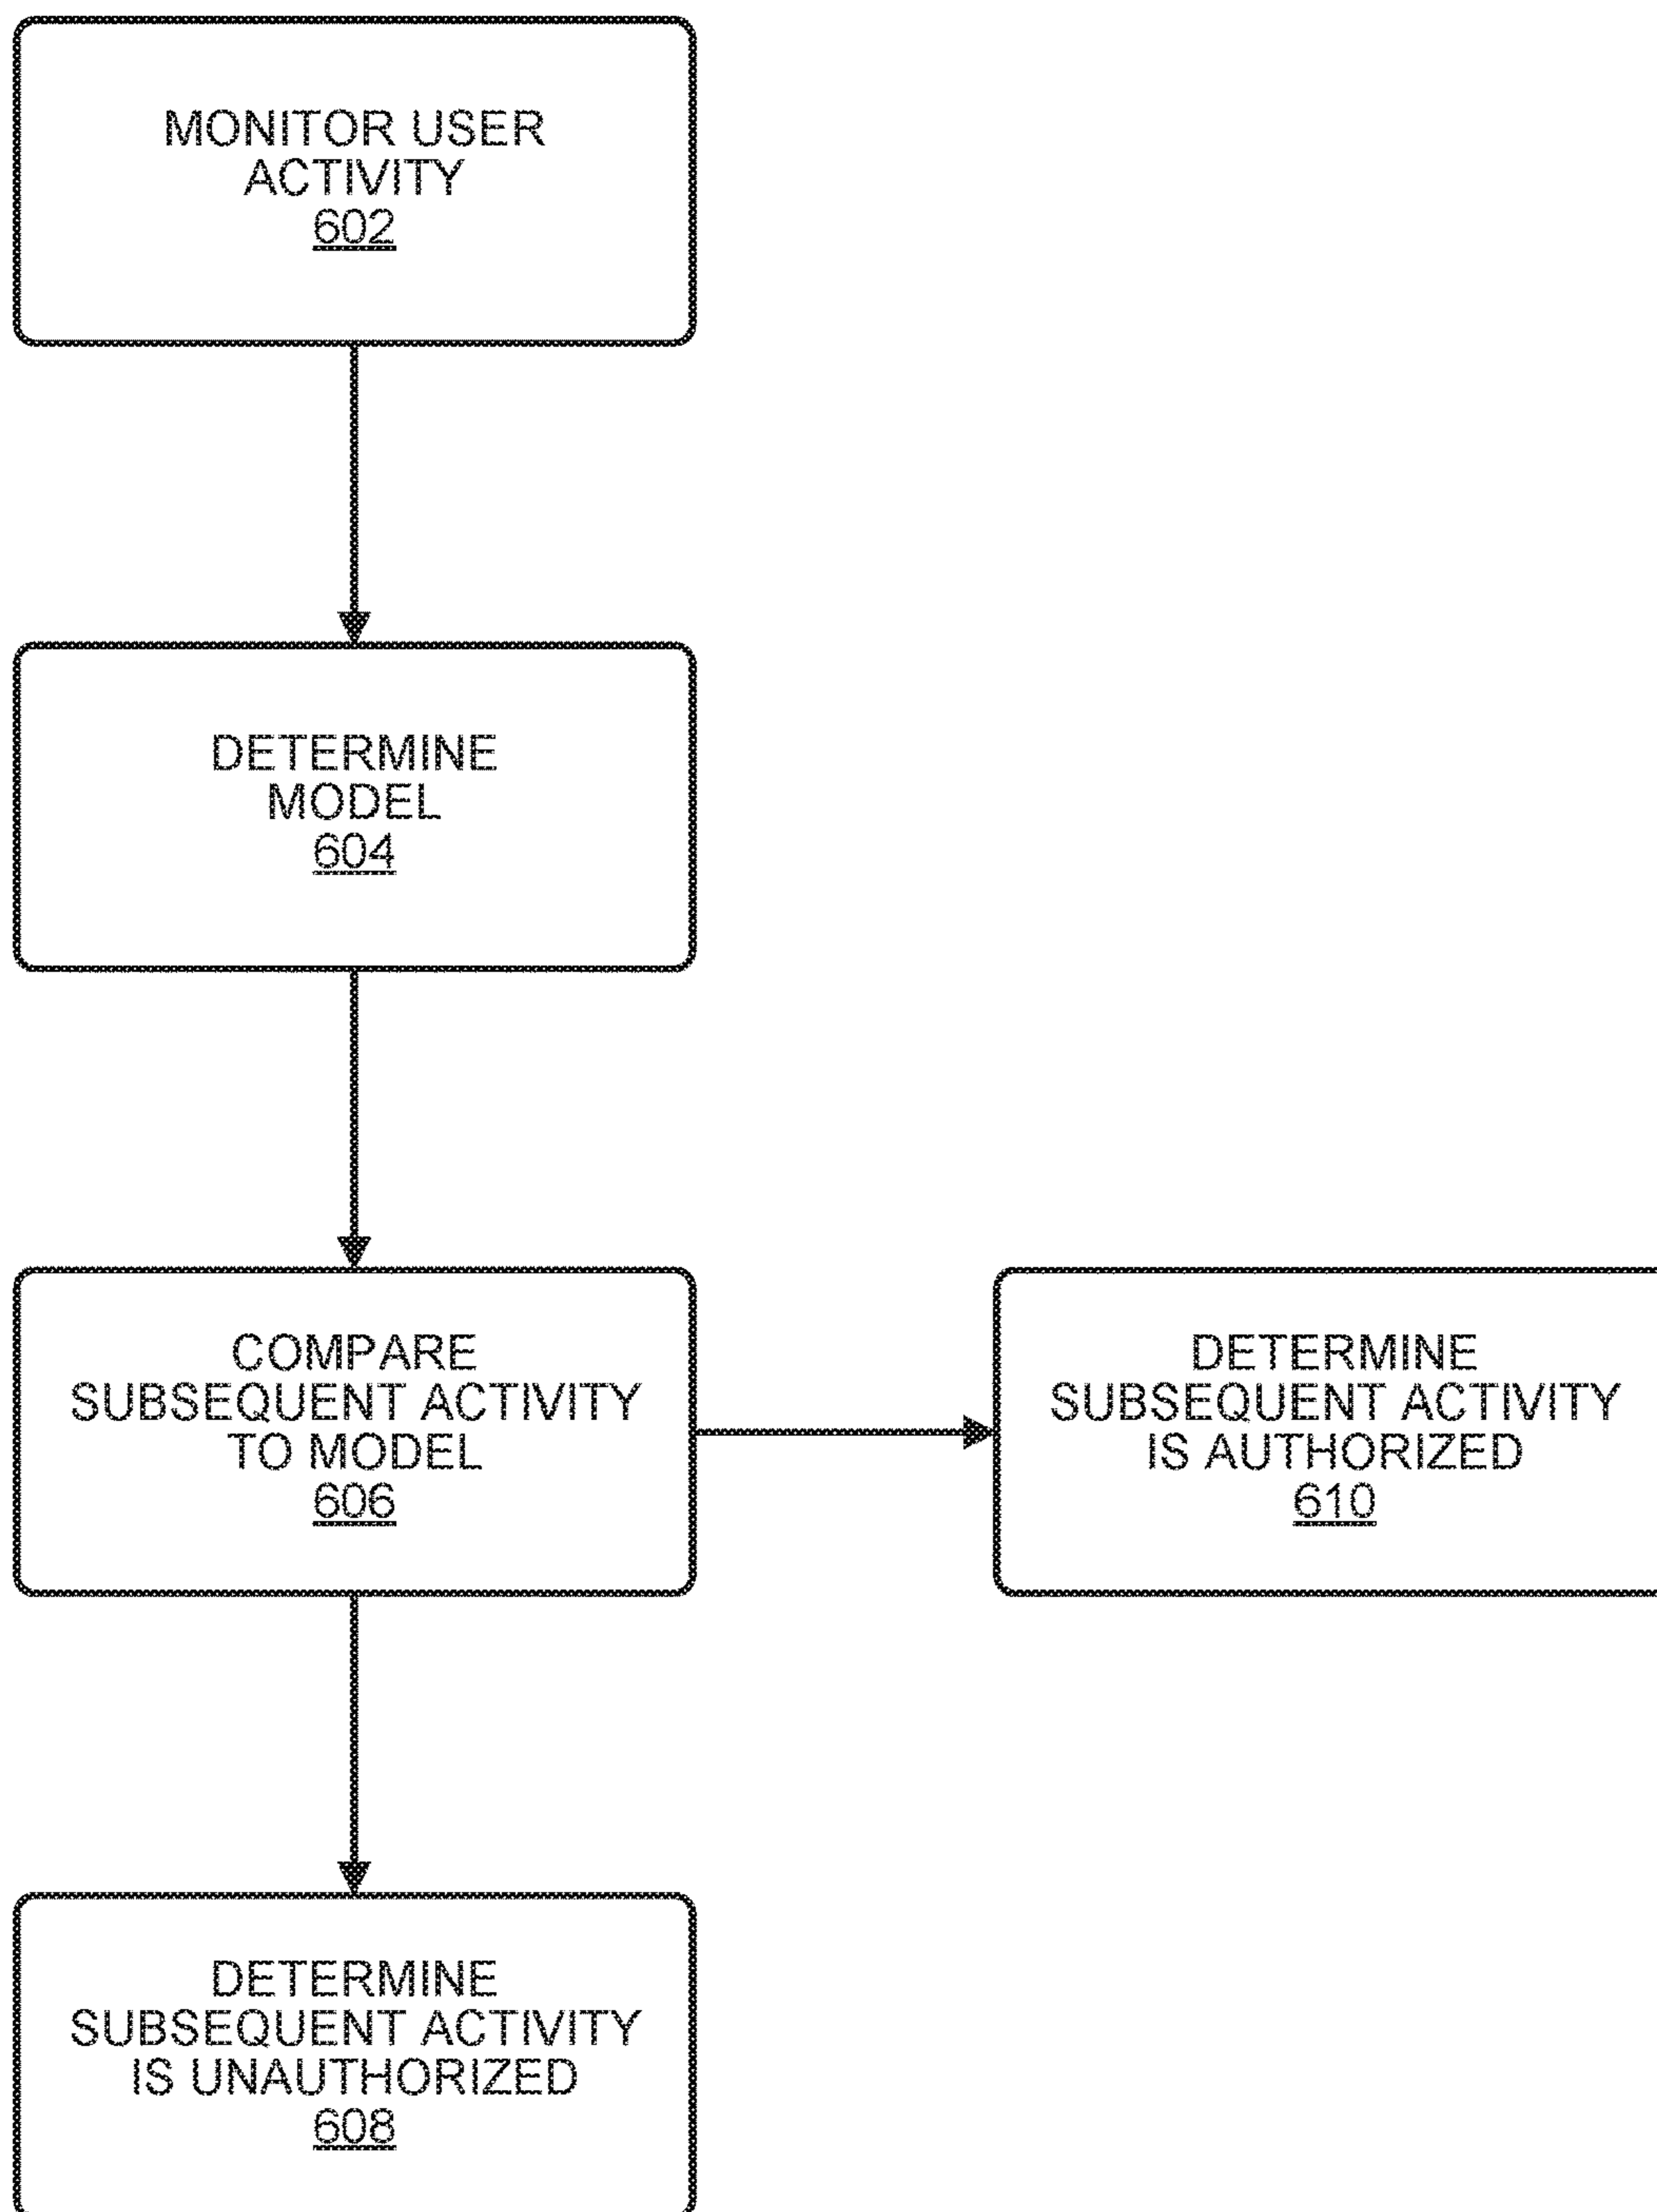 MONITOR USER
ACTIVITY
602
DETERMINE
MODEL
604
COMPARE
SUBSEQUENT ACTIVITY
TO MODEL
606
DETERMINE
SUBSEQUENT ACTIVITY
IS AUTHORIZED
610
DETERMINE
SUBSEQUENT ACTIVITY
IS UNAUTHORIZED
608